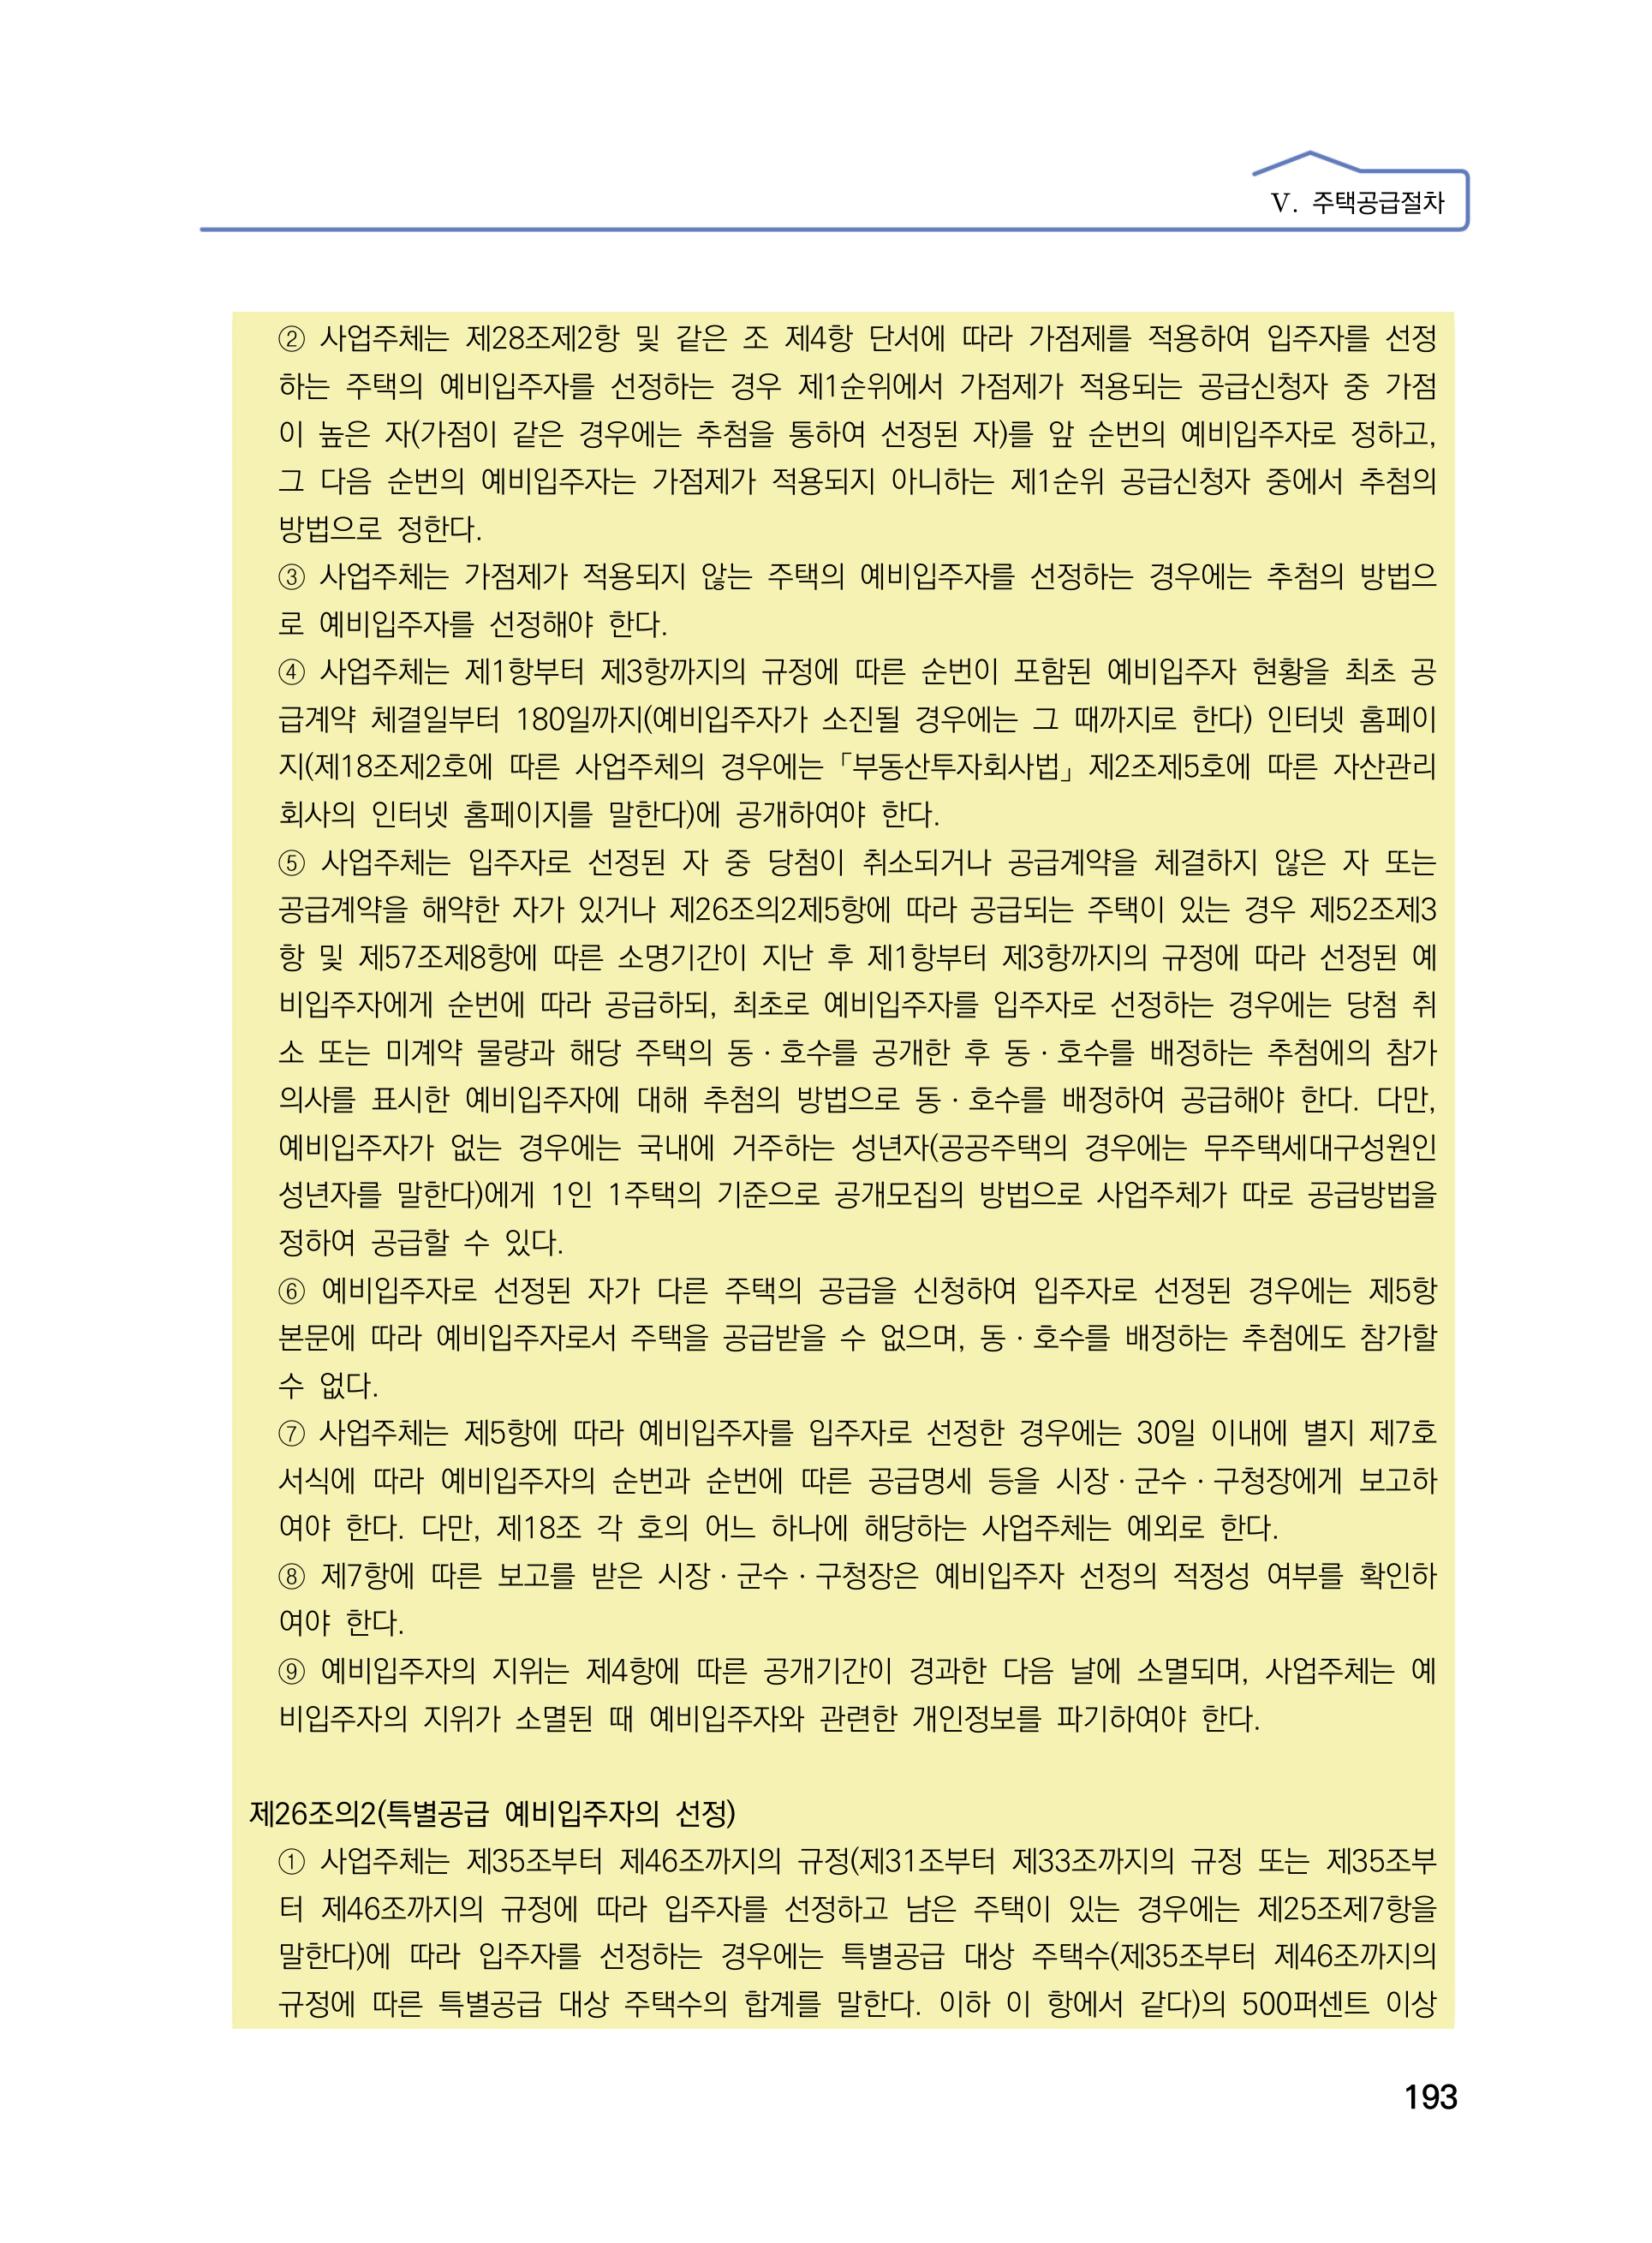 Ⅴ. 주택공급절차
② 사업주체는 제28조제2항 및 같은 조 제4항 단서에 따라 가점제를 적용하여 입주자를 선정
하는 주택의 예비입주자를 선정하는 경우 제1순위에서 가점제가 적용되는 공급신청자 중 가점
이 높은 자(가점이 같은 경우에는 추첨을 통하여 선정된 자)를 앞 순번의 예비입주자로 정하고,
그 다음 순번의 예비입주자는 가점제가 적용되지 아니하는 제1순위 공급신청자 중에서 추첨의
방법으로 정한다.
③ 사업주체는 가점제가 적용되지 않는 주택의 예비입주자를 선정하는 경우에는 추첨의 방법으
로 예비입주자를 선정해야 한다.
④ 사업주체는 제1항부터 제3항까지의 규정에 따른 순번이 포함된 예비입주자 현황을 최초 공
급계약 체결일부터 180일까지(예비입주자가 소진될 경우에는 그 때까지로 한다) 인터넷 홈페이
지(제18조제2호에 따른 사업주체의 경우에는「부동산투자회사법」제2조제5호에 따른 자산관리
회사의 인터넷 홈페이지를 말한다)에 공개하여야 한다.
⑤ 사업주체는 입주자로 선정된 자 중 당첨이 취소되거나 공급계약을 체결하지 않은 자 또는
공급계약을 해약한 자가 있거나 제26조의2제5항에 따라 공급되는 주택이 있는 경우 제52조제3
항 및 제57조제8항에 따른 소명기간이 지난 후 제1항부터 제3항까지의 규정에 따라 선정된 예
비입주자에게 순번에 따라 공급하되, 최초로 예비입주자를 입주자로 선정하는 경우에는 당첨 취
소 또는 미계약 물량과 해당 주택의 동·호수를 공개한 후 동·호수를 배정하는 추첨에의 참가
의사를 표시한 예비입주자에 대해 추첨의 방법으로 동·호수를 배정하여 공급해야 한다. 다만,
예비입주자가 없는 경우에는 국내에 거주하는 성년자(공공주택의 경우에는 무주택세대구성원인
성년자를 말한다)에게 1인 1주택의 기준으로 공개모집의 방법으로 사업주체가 따로 공급방법을
정하여 공급할 수 있다.
⑥ 예비입주자로 선정된 자가 다른 주택의 공급을 신청하여 입주자로 선정된 경우에는 제5항
본문에 따라 예비입주자로서 주택을 공급받을 수 없으며, 동·호수를 배정하는 추첨에도 참가할
수 없다.
⑦ 사업주체는 제5항에 따라 예비입주자를 입주자로 선정한 경우에는 30일 이내에 별지 제7호
서식에 따라 예비입주자의 순번과 순번에 따른 공급명세 등을 시장·군수·구청장에게 보고하
여야 한다. 다만, 제18조 각 호의 어느 하나에 해당하는 사업주체는 예외로 한다.
⑧ 제7항에 따른 보고를 받은 시장·군수·구청장은 예비입주자 선정의 적정성 여부를 확인하
여야 한다.
⑨ 예비입주자의 지위는 제4항에 따른 공개기간이 경과한 다음 날에 소멸되며, 사업주체는 예
비입주자의 지위가 소멸된 때 예비입주자와 관련한 개인정보를 파기하여야 한다.
제26조의2(특별공급 예비입주자의 선정)
① 사업주체는 제35조부터 제46조까지의 규정(제31조부터 제33조까지의 규정 또는 제35조부
터 제46조까지의 규정에 따라 입주자를 선정하고 남은 주택이 있는 경우에는 제25조제7항을
말한다)에 따라 입주자를 선정하는 경우에는 특별공급 대상 주택수(제35조부터 제46조까지의
규정에 따른 특별공급 대상 주택수의 합계를 말한다. 이하 이 항에서 같다)의 500퍼센트 이상
193